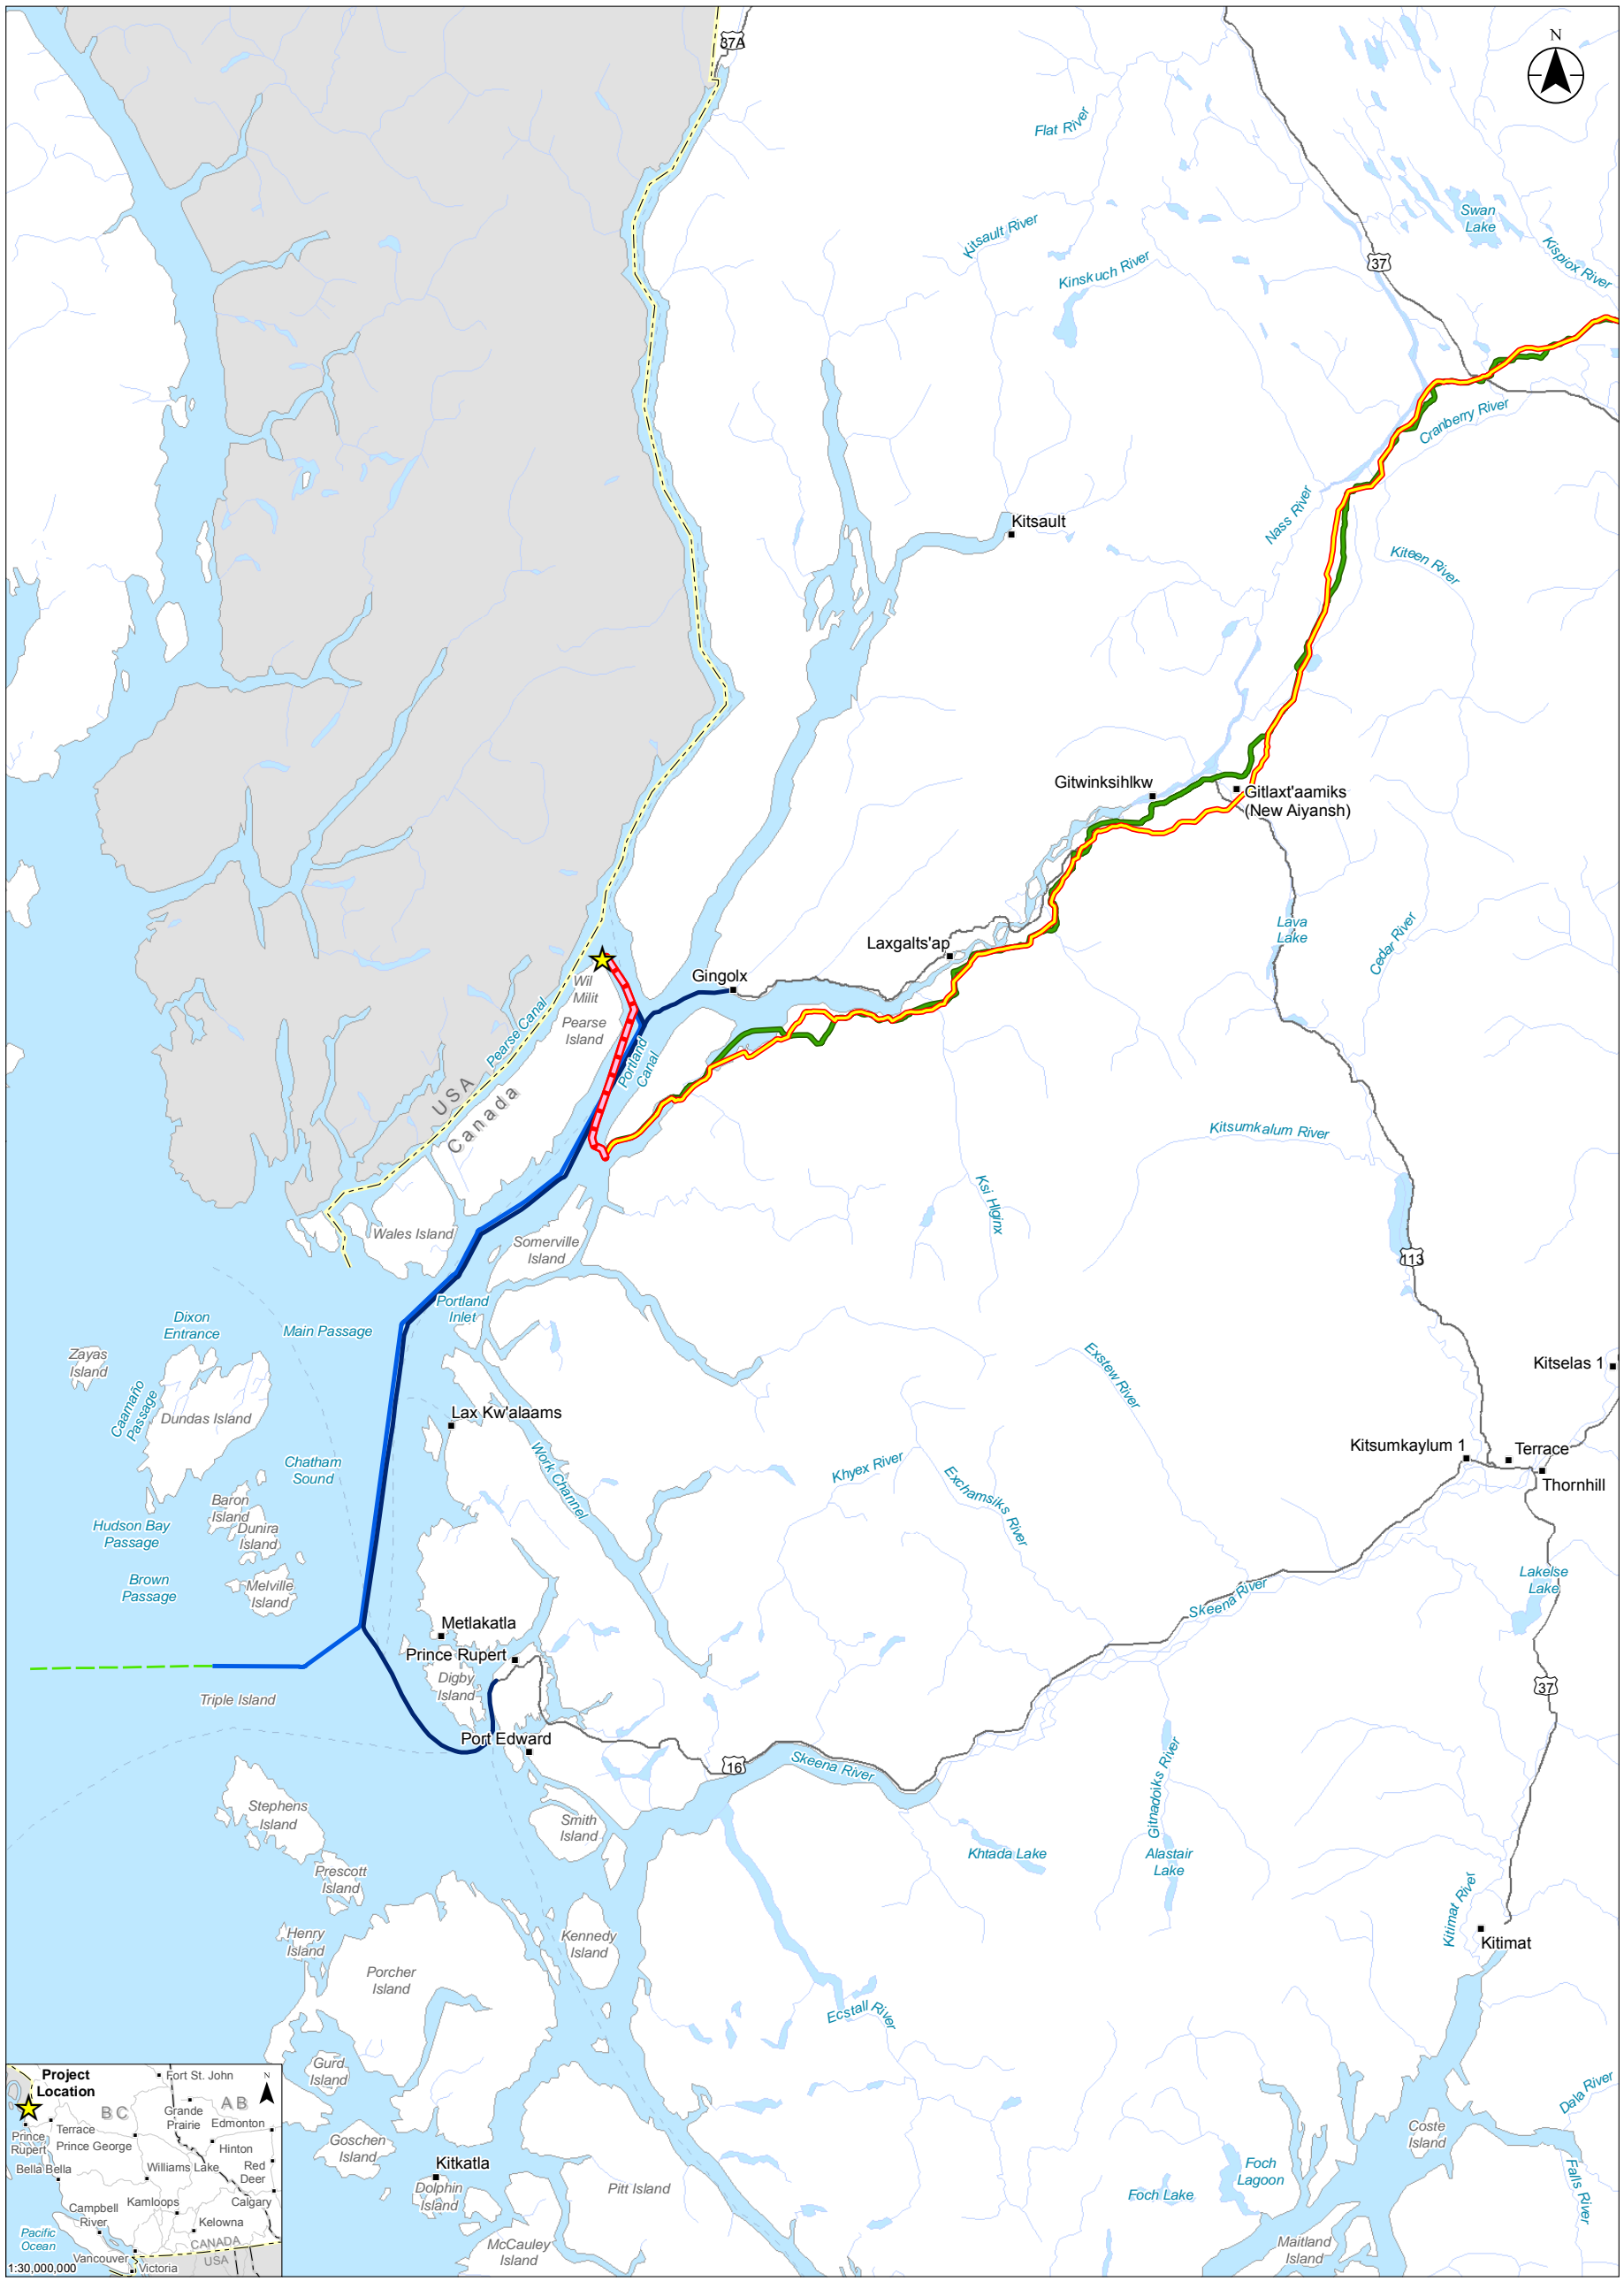 37A
N
Flat River
Swan
Lake
Kitsault River
Kispiox River
Kinskuch River
37
Cranberry River
Kitsault
Nass River
Kiteen River
Gitwinksihlkw
Gitlaxt'aamiks
(New Aiyansh)
Lava
Lake
Cedar River
Laxgalts'ap
Gingolx
Wil
Milit
Pearse
Island
Pearse Canal
Portland
Canal
USA
Canada
Kitsumkalum River
Ksi Hlginx
Wales Island
Somerville
Island
113
Portland
Inlet
Dixon
Entrance
Main Passage
Zayas
Island
Caamaño
Passage
Dundas Island
Exstew River
Kitselas 1
Lax Kw'alaams
Kitsumkaylum 1
Terrace
Thornhill
Chatham
Sound
Work Channel
Khyex River
Exchamsiks River
Baron
Island
Dunira
Island
Hudson Bay
Passage
Brown
Passage
Melville
Island
Lakelse
Lake
Skeena River
Metlakatla
Prince Rupert
Digby
Island
Triple Island
37
Port Edward
16
Skeena River
Gitnadoiks River
Stephens
Island
Smith
Island
Khtada Lake
Alastair
Lake
Prescott
Island
Kitimat River
Henry
Island
Kennedy
Island
Kitimat
Porcher
Island
Ecstall River
Gurd
Island
Dala River
Coste
Island
Goschen
Island
Kitkatla
Dolphin
Island
Pitt Island
Foch
Lagoon
Foch Lake
Falls River
McCauley
Island
Maitland
Island
Project
Location
Fort St. John
N
BC
AB
Grande
Prairie
Terrace
Edmonton
Prince
Rupert
Prince George
Hinton
Bella Bella
Williams Lake
Red
Deer
Campbell
River
Kamloops
Calgary
Kelowna
Pacific
Ocean
CANADA
USA
Vancouver
Victoria
1:30,000,000